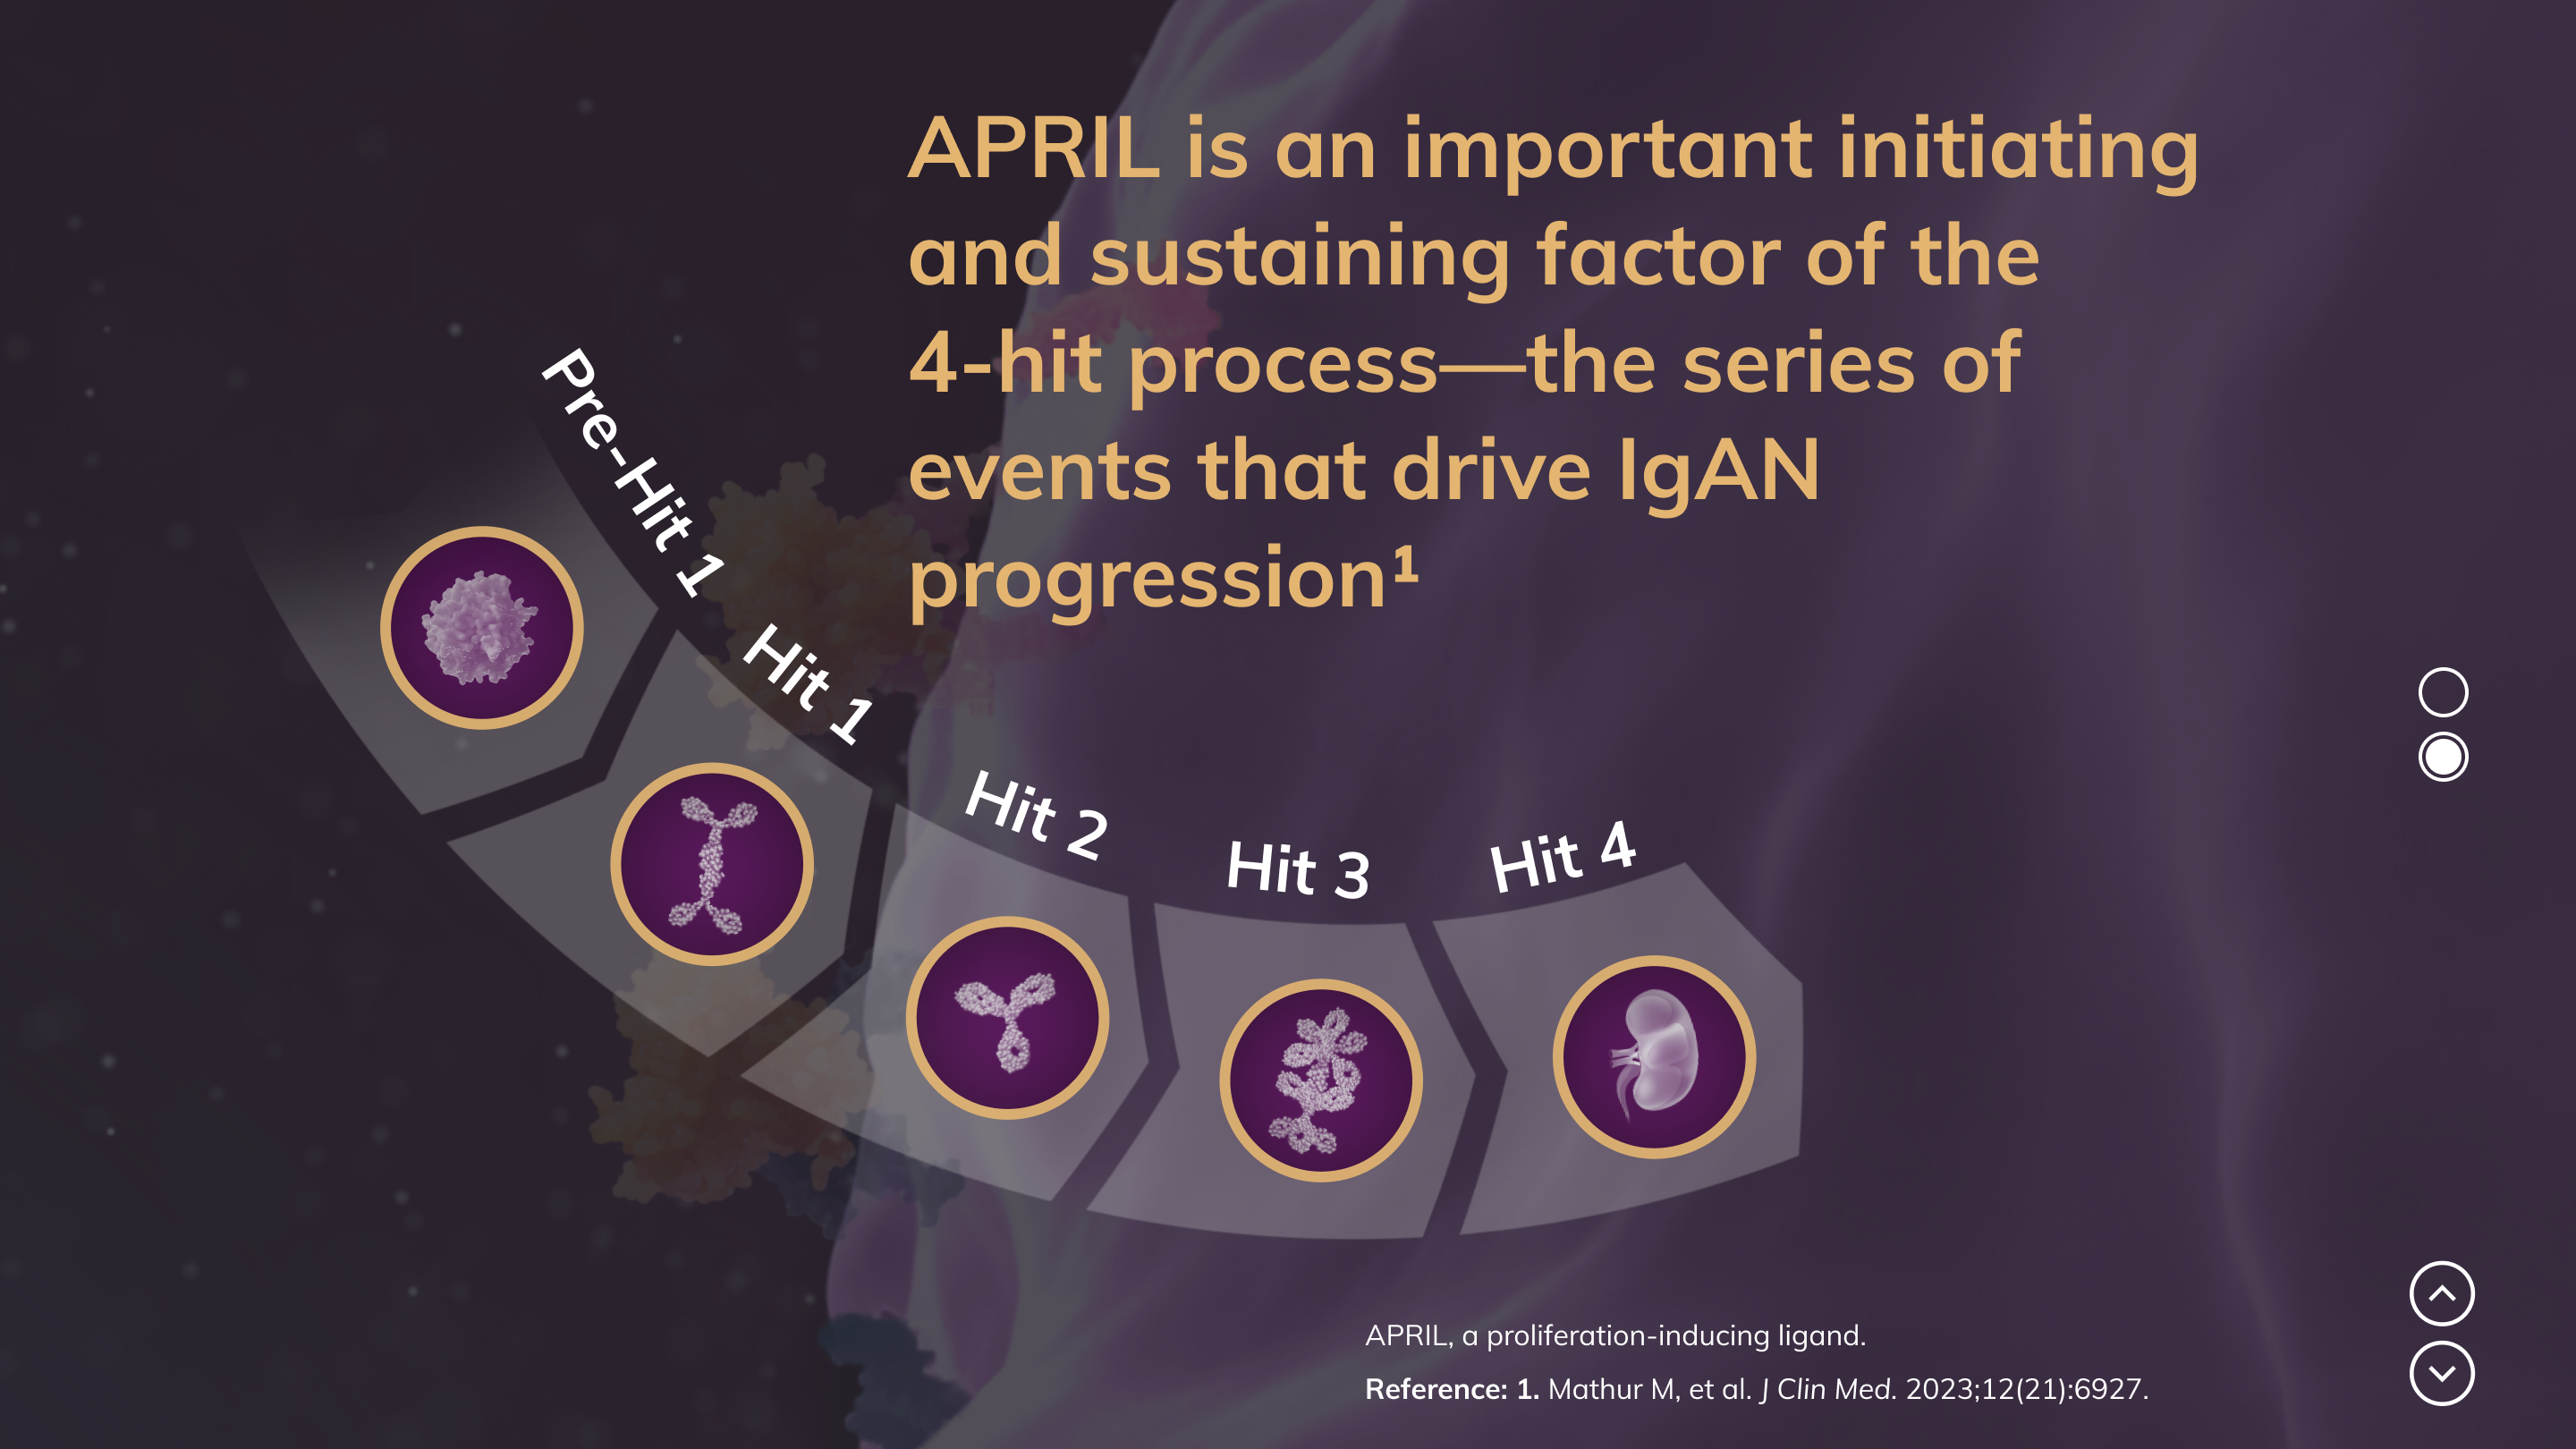 APRIL is an important initiating
and sustaining factor of the
4-hit process—the series of
events that drive IgAN
progression¹
Pre-Hit 1
Hit 1
Hit 2
Hit 3
Hit 4
APRIL, a proliferation-inducing ligand.
Reference: 1. Mathur M, et al. J Clin Med. 2023;12(21):6927.